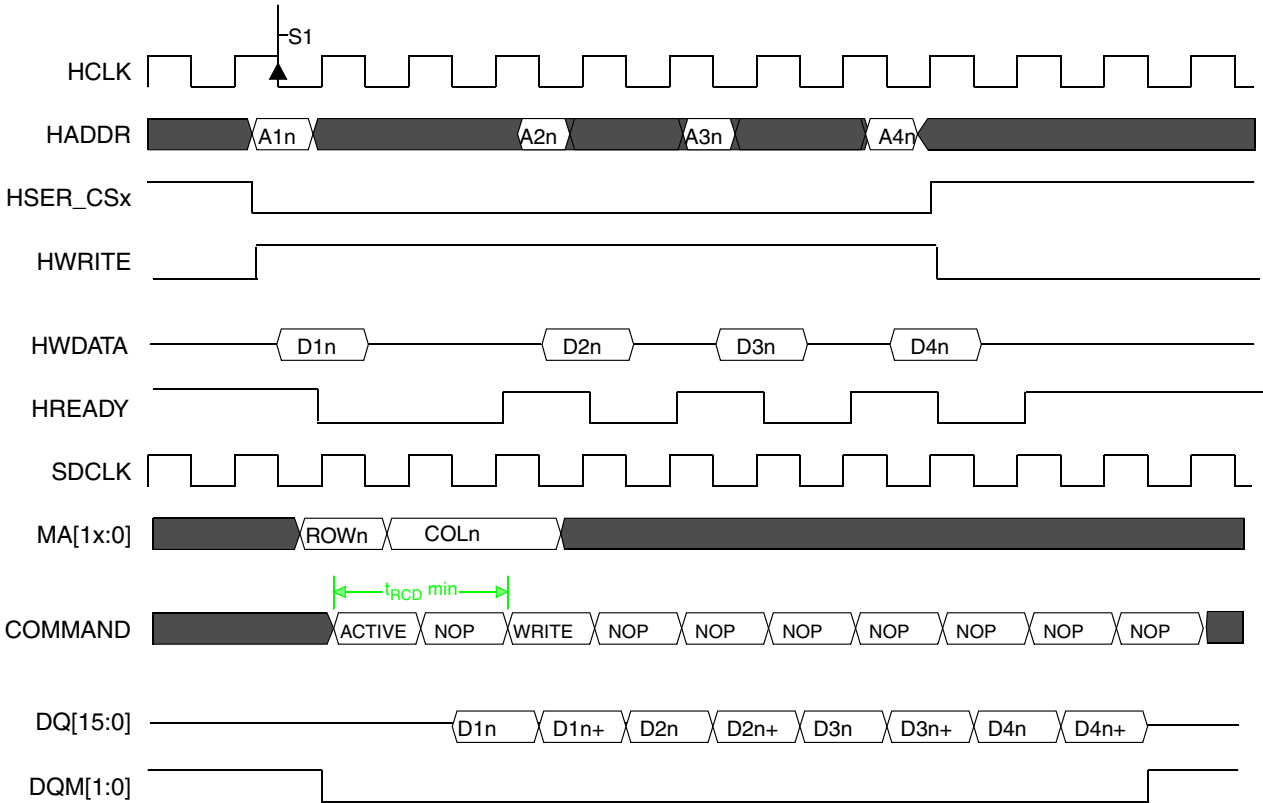 S1
HCLK
HADDR A1n A2n A3n A4n
HSER_CSx
HWRITE
HWDATA D1n D2n D3n D4n
HREADY
SDCLK
MA[1x:0] ROWn COLn
tRCD min
COMMAND ACTIVE NOP WRITE NOP NOP NOP NOP NOP NOP NOP
DQ[15:0] D1n D1n+ D2n D2n+ D3n D3n+ D4n D4n+
DQM[1:0]